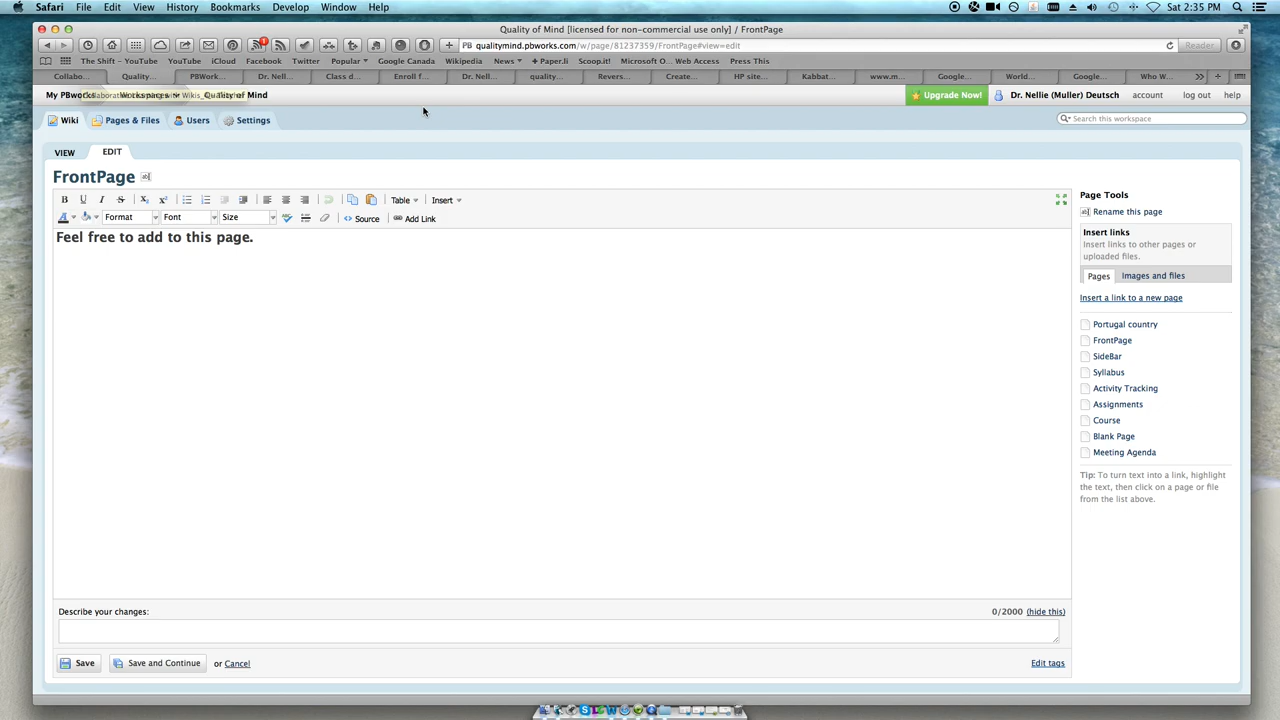 Safari File Edit View History Bookmarks Develop Window Help Sat 2:35 PM
Quality of Mind [licensed for non-commercial use only] / FrontPage
PB qualitymind.pbworks.com/w/page/81237359/FrontPage#view=edit Reader
The Shift - YouTube YouTube iCloud Facebook Twitter Popular Google Canada Wikipedia News + Paper.li Scoop.it! Microsoft O... Web Access Press This
Collabo... Quality... PBWork... Dr. Nel... Class d... Enroll f... Dr. Nel... quality... Revers... Create... HP site... Kabbat... www.m... Google... World... Google... Who W...
My PBworks Workspaces Quality of Mind Upgrade Now! Dr. Nellie (Muller) Deutsch account log out help
Wiki Pages & Files Users Settings Search this workspace
VIEW EDIT
FrontPage
B U I S Table Insert
Format Font Size Source Add Link
Feel free to add to this page.
Page Tools
Rename this page
Insert links
Insert links to other pages or
uploaded files.
Pages Images and files
Insert a link to a new page
Portugal country
FrontPage
SideBar
Syllabus
Activity Tracking
Assignments
Course
Blank Page
Meeting Agenda
Tip: To turn text into a link, highlight
the text, then click on a page or file
from the list above.
Describe your changes: 0/2000 (hide this)
Save Save and Continue or Cancel Edit tags